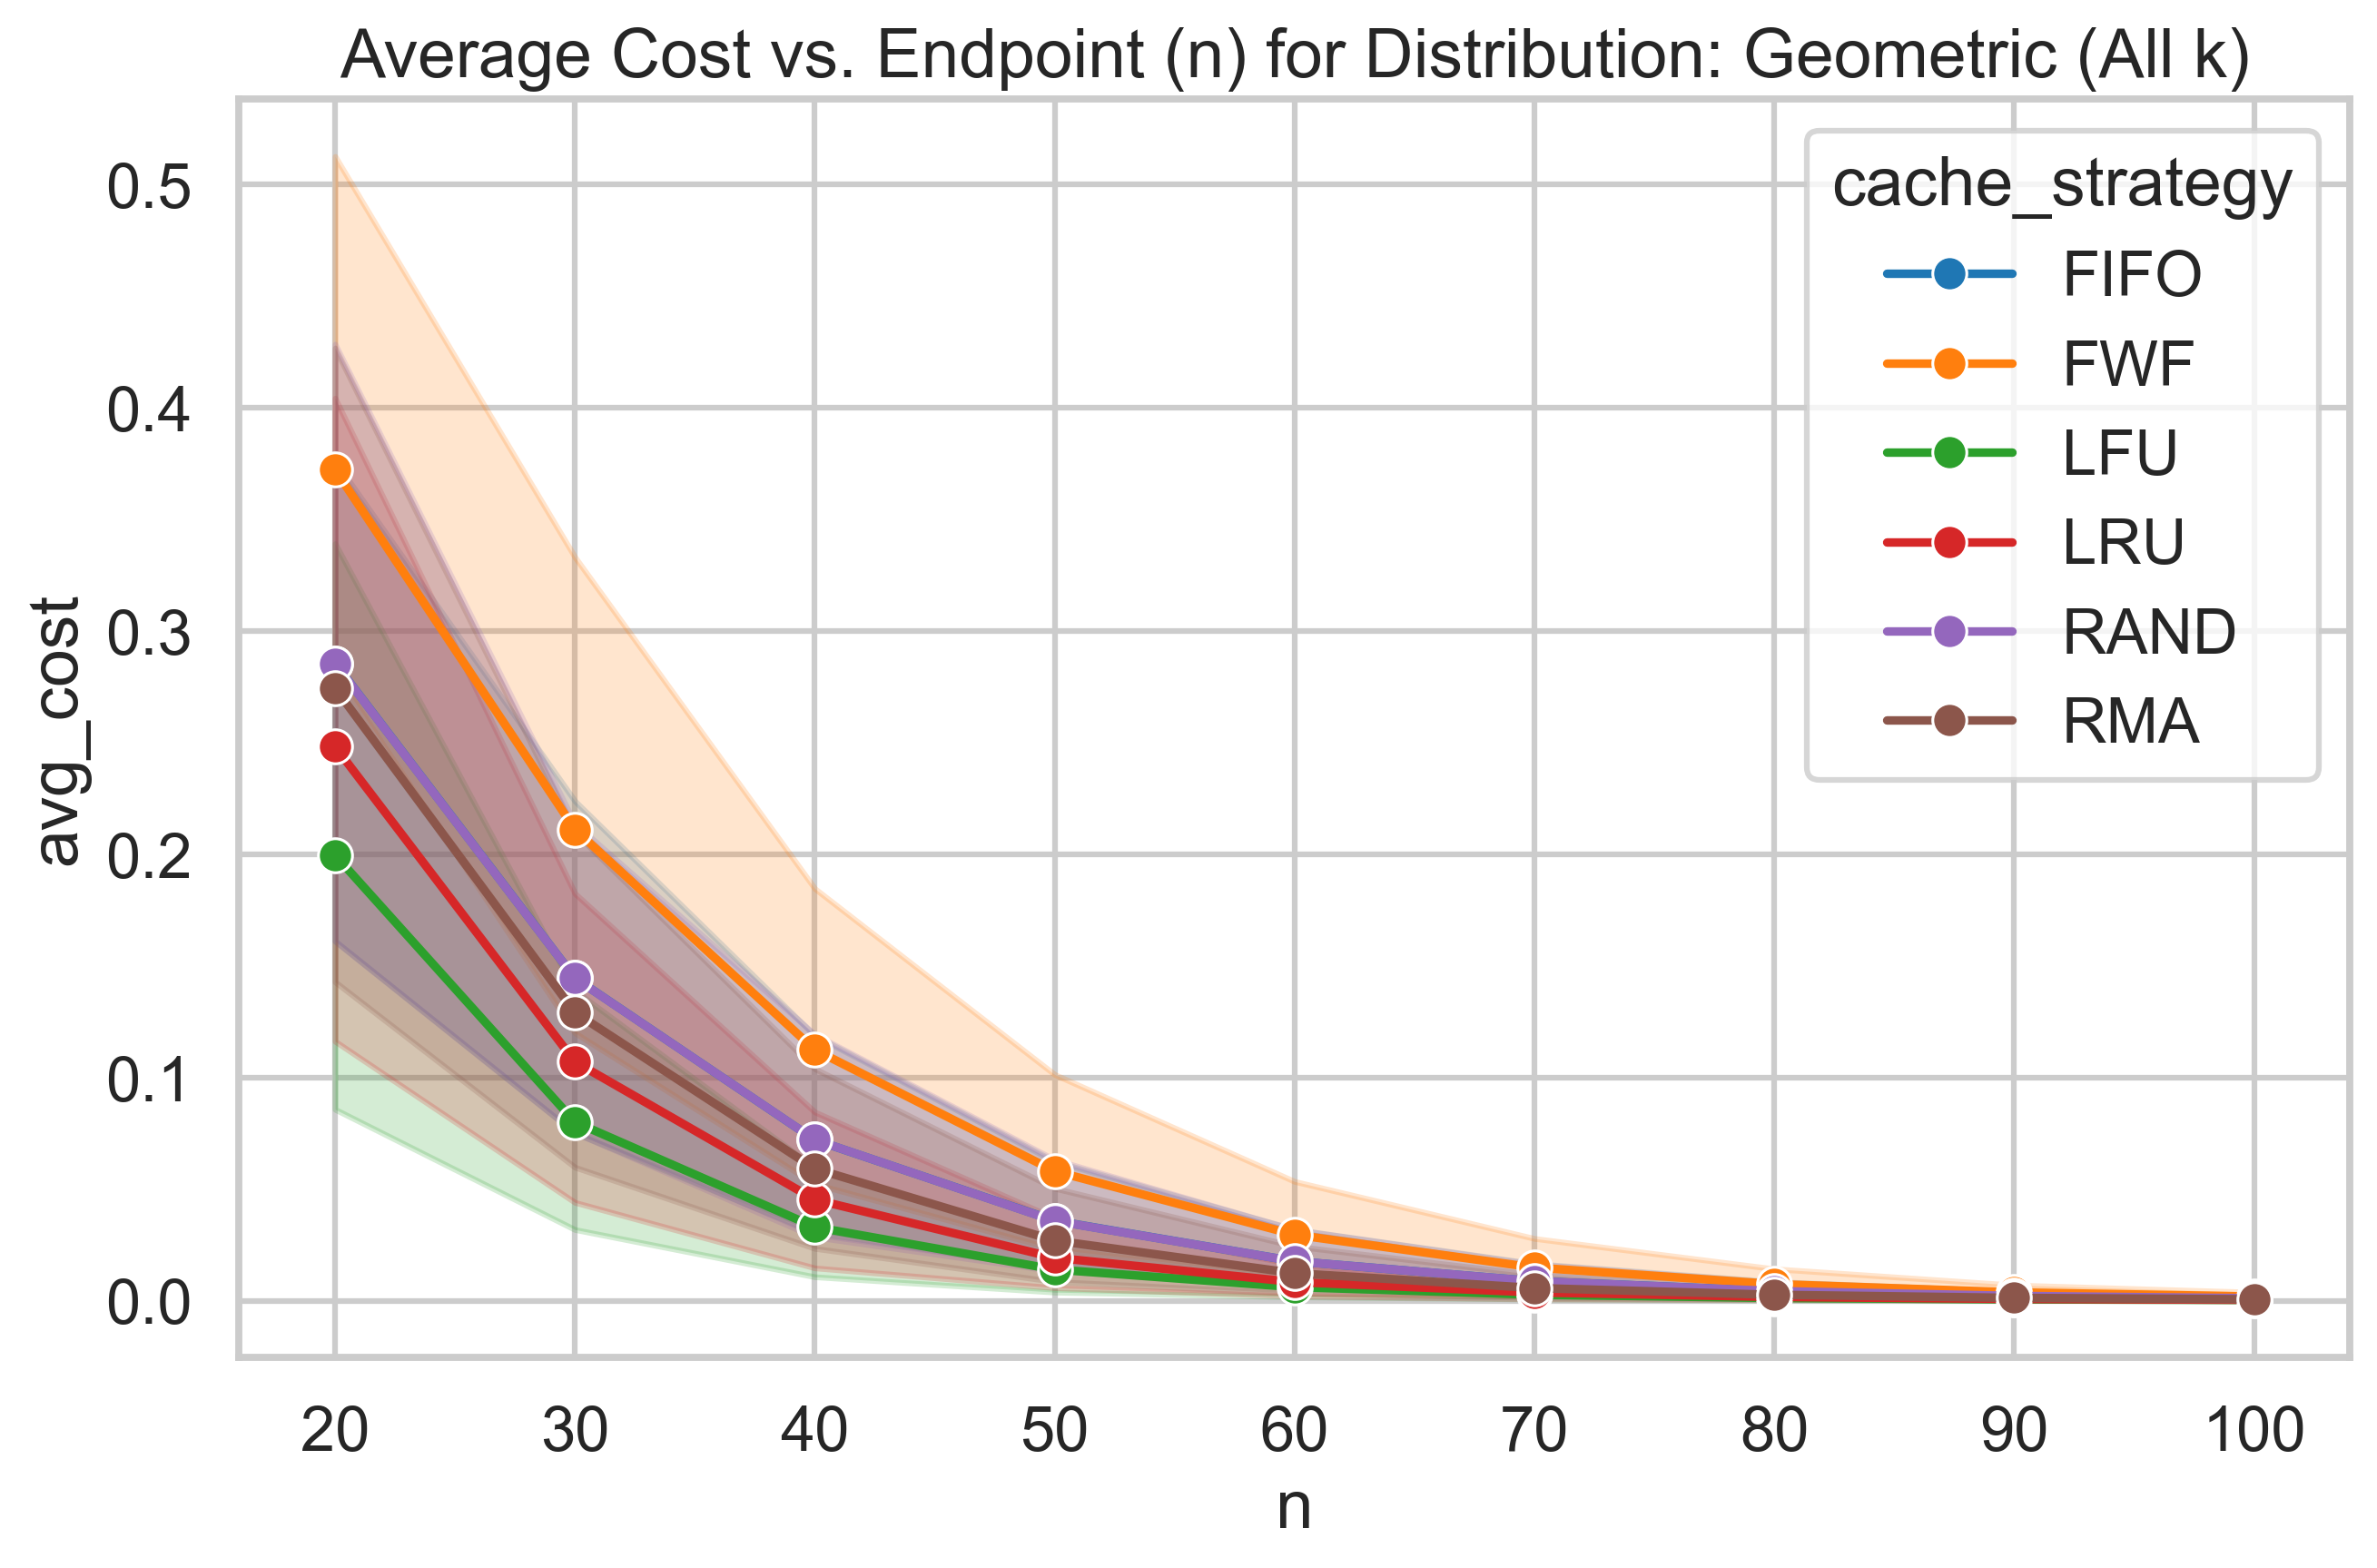 Average Cost vs. Endpoint (n) for Distribution: Geometric (All k)
avg_cost
0.5
0.4
0.3
0.2
0.1
0.0
cache_strategy
FIFO
FWF
LFU
LRU
RAND
RMA
20 30 40 50 60 70 80 90 100
n